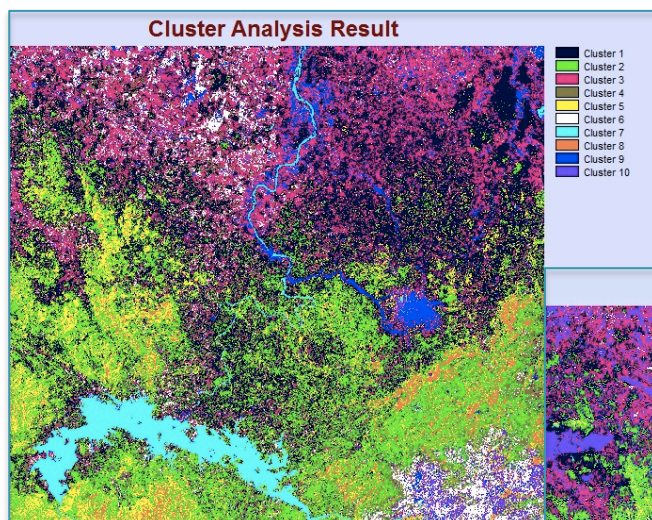 Cluster Analysis Result
Cluster 1
Cluster 2
Cluster 3
Cluster 4
Cluster 5
Cluster 6
Cluster 7
Cluster 8
Cluster 9
Cluster 10